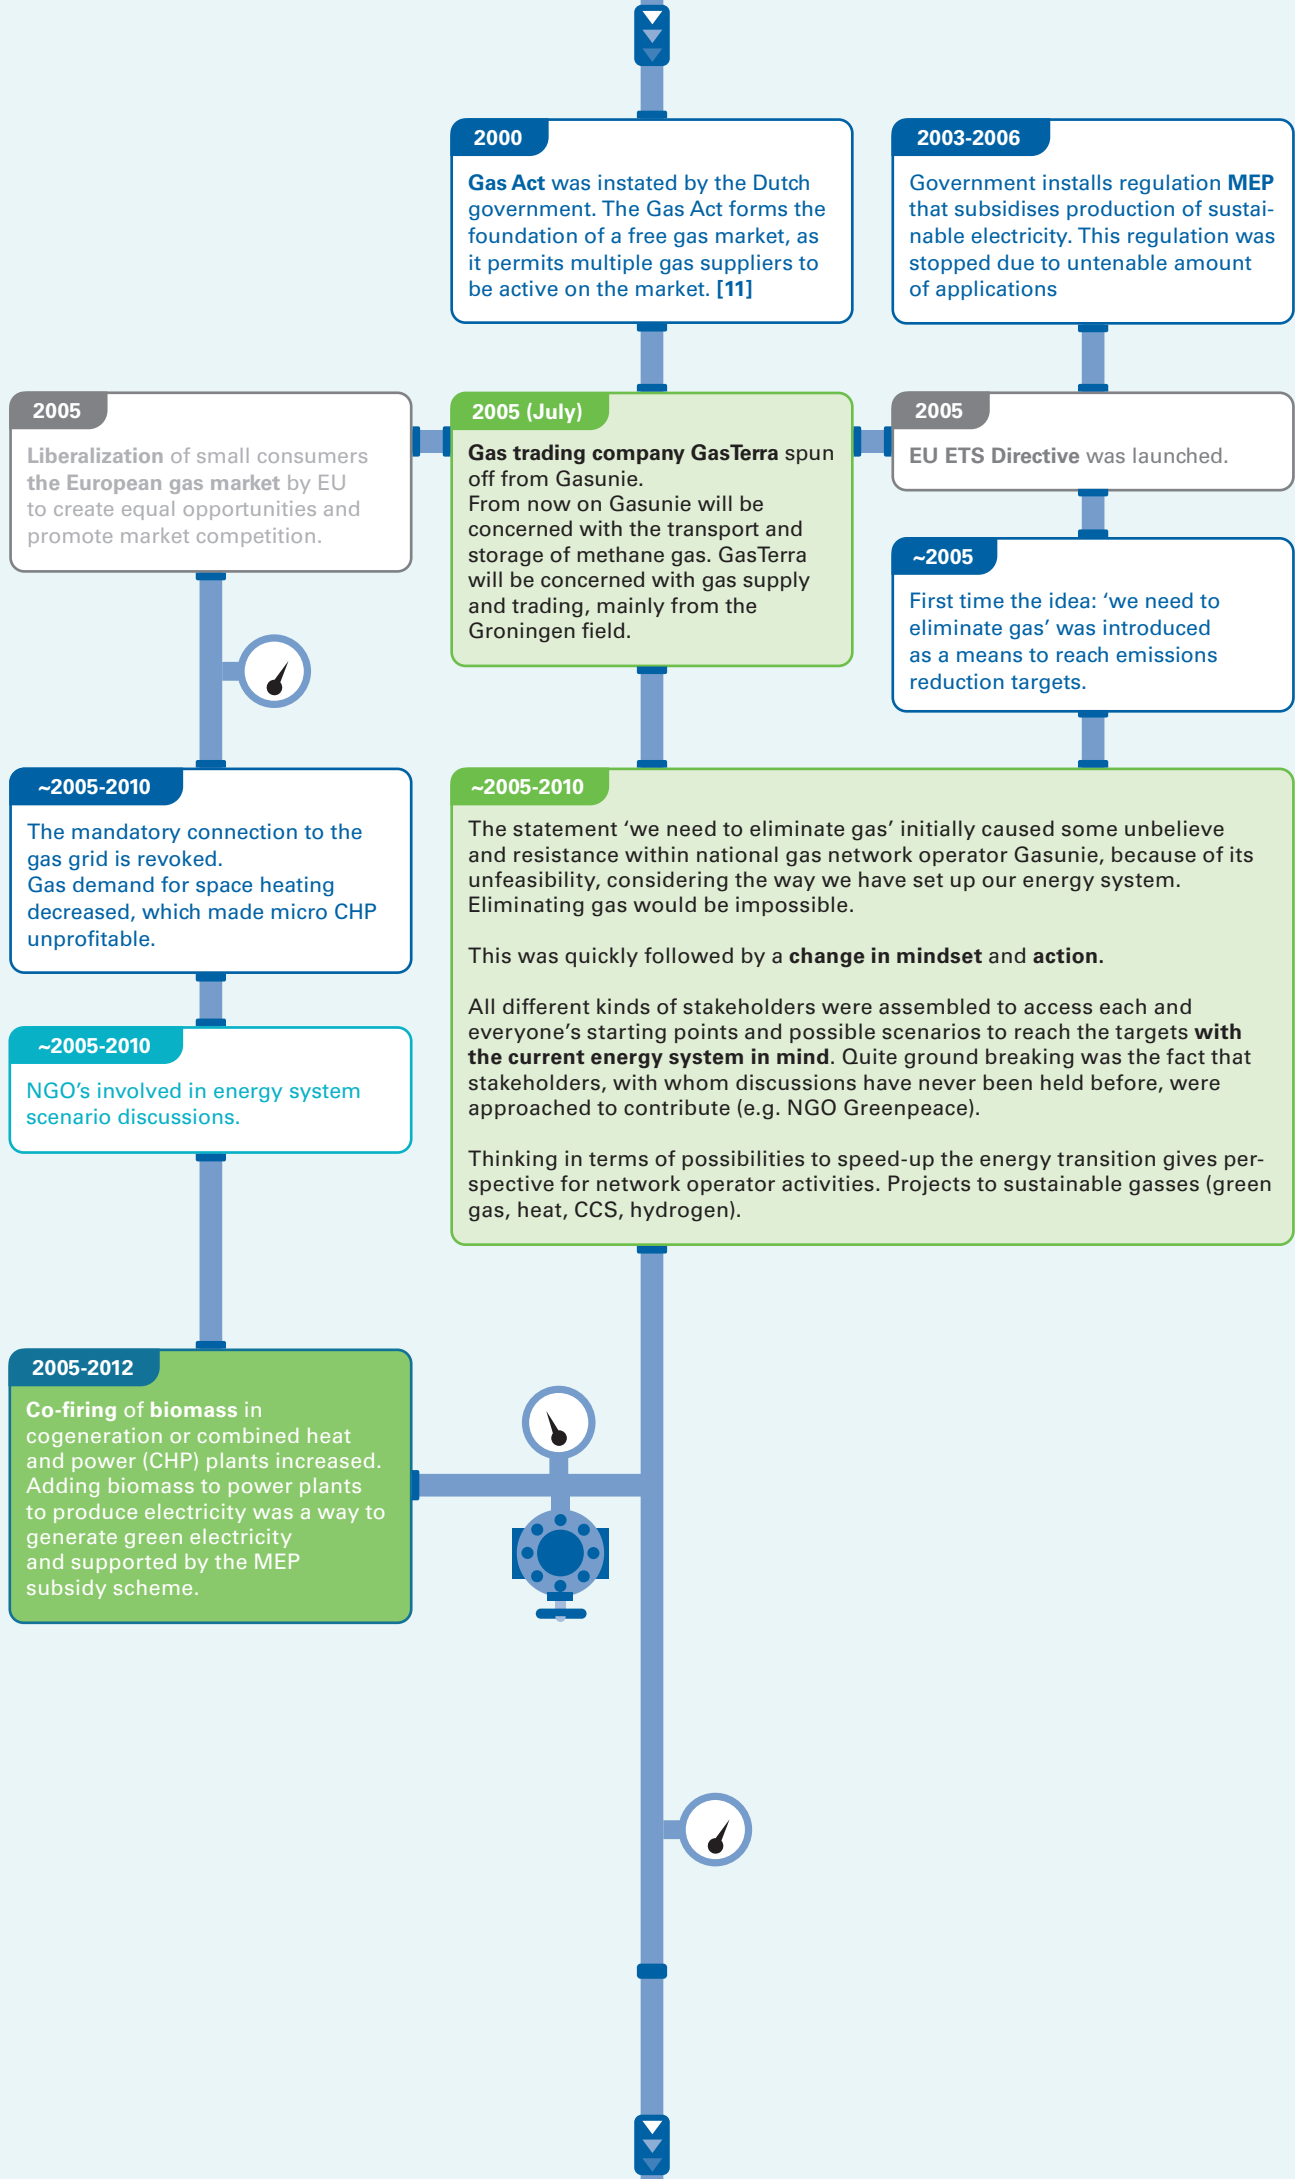 2000
Gas Act was instated by the Dutch
government. The Gas Act forms the
foundation of a free gas market, as
it permits multiple gas suppliers to
be active on the market. [11]
2003-2006
Government installs regulation MEP
that subsidises production of sustai-
nable electricity. This regulation was
stopped due to untenable amount
of applications
2005
Liberalization of small consumers
the European gas market by EU
to create equal opportunities and
promote market competition.
2005 (July)
Gas trading company GasTerra spun
off from Gasunie.
From now on Gasunie will be
concerned with the transport and
storage of methane gas. GasTerra
will be concerned with gas supply
and trading, mainly from the
Groningen field.
2005
EU ETS Directive was launched.
~2005
First time the idea: ‘we need to
eliminate gas’ was introduced
as a means to reach emissions
reduction targets.
~2005-2010
The mandatory connection to the
gas grid is revoked.
Gas demand for space heating
decreased, which made micro CHP
unprofitable.
~2005-2010
The statement ‘we need to eliminate gas’ initially caused some unbelieve
and resistance within national gas network operator Gasunie, because of its
unfeasibility, considering the way we have set up our energy system.
Eliminating gas would be impossible.
This was quickly followed by a change in mindset and action.
All different kinds of stakeholders were assembled to access each and
everyone’s starting points and possible scenarios to reach the targets with
the current energy system in mind. Quite ground breaking was the fact that
stakeholders, with whom discussions have never been held before, were
approached to contribute (e.g. NGO Greenpeace).
Thinking in terms of possibilities to speed-up the energy transition gives per-
spective for network operator activities. Projects to sustainable gasses (green
gas, heat, CCS, hydrogen).
~2005-2010
NGO’s involved in energy system
scenario discussions.
2005-2012
Co-firing of biomass in
cogeneration or combined heat
and power (CHP) plants increased.
Adding biomass to power plants
to produce electricity was a way to
generate green electricity
and supported by the MEP
subsidy scheme.